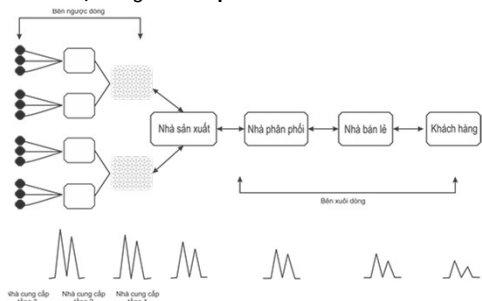 Bên ngược dòng
Nhà sản xuất
Nhà phân phối
Nhà bán lẻ
Khách hàng
Bên xuôi dòng
Nhà cung cấp
Nhà cung cấp
Nhà cung cấp